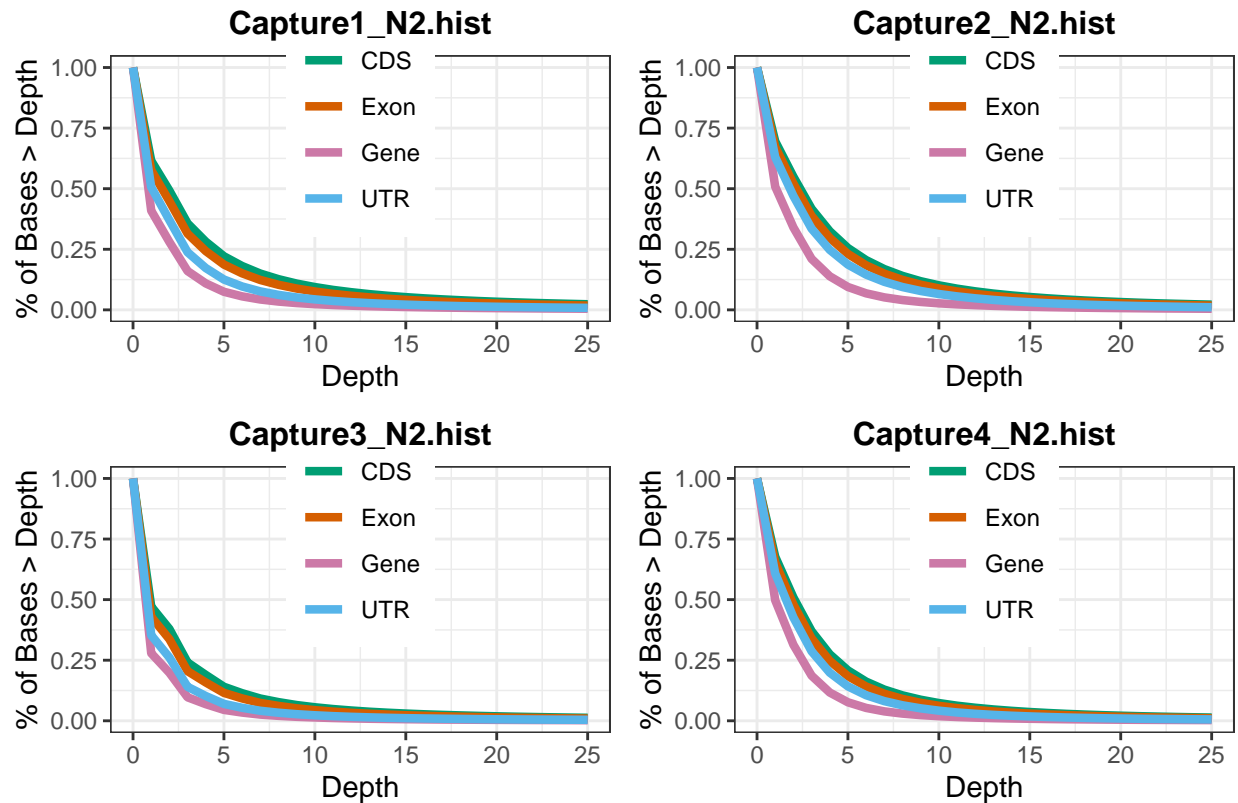 Capture1_N2.hist
% of Bases > Depth
1.00
0.75
0.50
0.25
0.00
CDS
Exon
Gene
UTR
0 5 10 15 20 25
Depth
Capture2_N2.hist
% of Bases > Depth
1.00
0.75
0.50
0.25
0.00
CDS
Exon
Gene
UTR
0 5 10 15 20 25
Depth
Capture3_N2.hist
% of Bases > Depth
1.00
0.75
0.50
0.25
0.00
CDS
Exon
Gene
UTR
0 5 10 15 20 25
Depth
Capture4_N2.hist
% of Bases > Depth
1.00
0.75
0.50
0.25
0.00
CDS
Exon
Gene
UTR
0 5 10 15 20 25
Depth